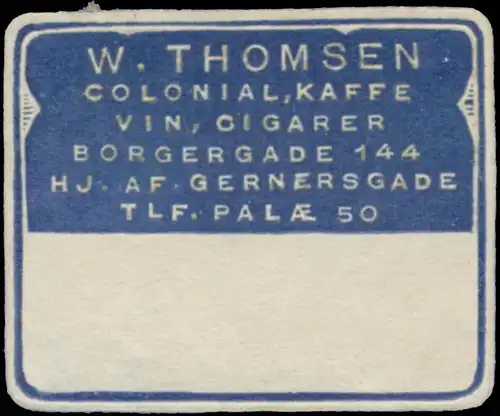 W. THOMSEN
COLONIAL, KAFFE
VIN, CIGARER
BORGERGADE 144
HJ. AF. GERNERSGADE
TLF. PALÆ 50